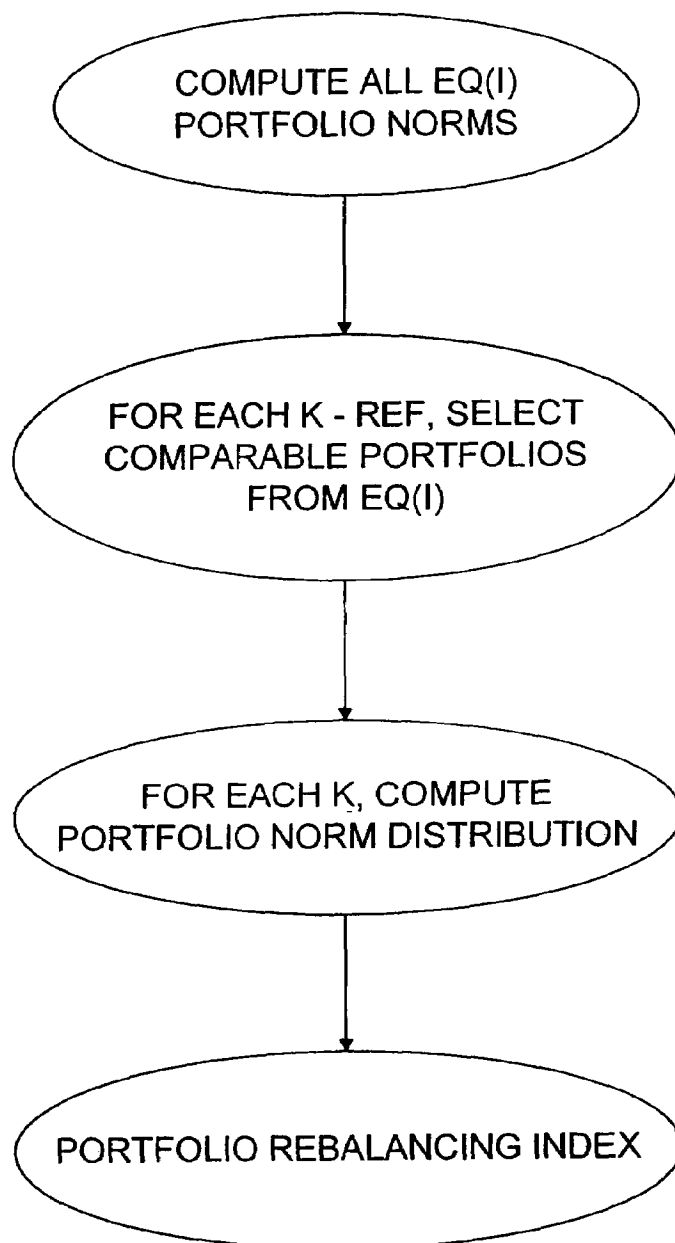 COMPUTE ALL EQ(I)
PORTFOLIO NORMS
FOR EACH K - REF, SELECT
COMPARABLE PORTFOLIOS
FROM EQ(I)
FOR EACH K, COMPUTE
PORTFOLIO NORM DISTRIBUTION
PORTFOLIO REBALANCING INDEX